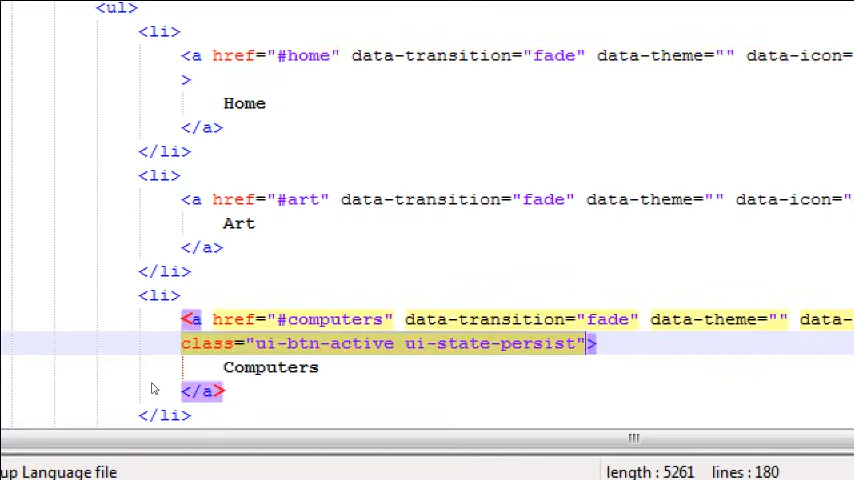 <ul>
<li>
<a href="#home" data-transition="fade" data-theme="" data-icon=
>
Home
</a>
</li>
<li>
<a href="#art" data-transition="fade" data-theme="" data-icon="
Art
</a>
</li>
<li>
<a href="#computers" data-transition="fade" data-theme="" data-
class="ui-btn-active ui-state-persist">
Computers
</a>
</li>
up Language file length : 5261 lines : 180